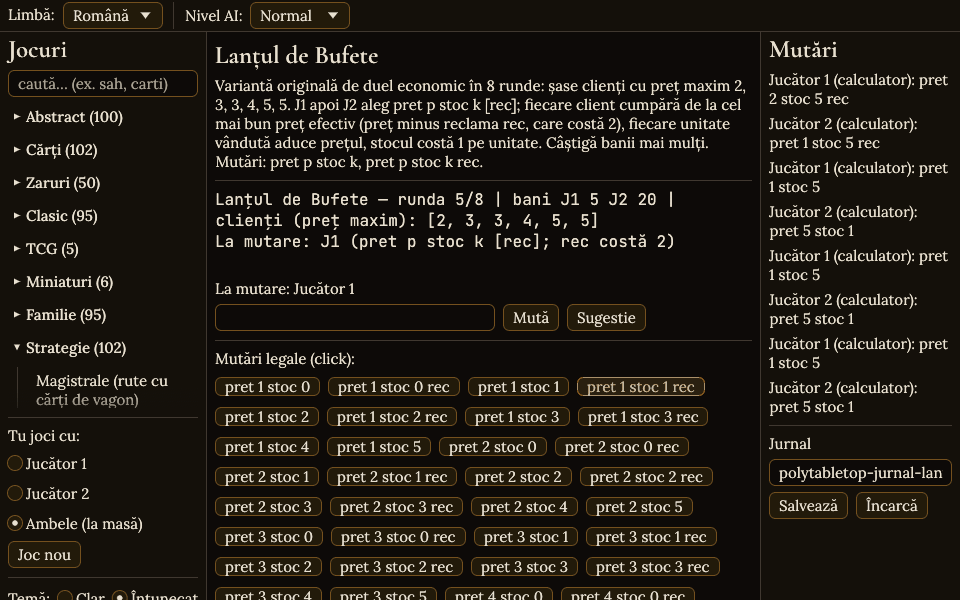 Limbă: Română ▼ Nivel AI: Normal ▼
Jocuri
caută... (ex. sah, carti)
▸ Abstract (100)
▸ Cărți (102)
▸ Zaruri (50)
▸ Clasic (95)
▸ TCG (5)
▸ Miniaturi (6)
▸ Familie (95)
▾ Strategie (102)
Magistrale (rute cu
cărți de vagon)
Tu joci cu:
Jucător 1
Jucător 2
Ambele (la masă)
Joc nou
Temă: Clar Întunecat
Lanțul de Bufete
Variantă originală de duel economic în 8 runde: șase clienți cu preț maxim 2,
3, 3, 4, 5, 5. J1 apoi J2 aleg pret p stoc k [rec]; fiecare client cumpără de la cel
mai bun preț efectiv (preț minus reclama rec, care costă 2), fiecare unitate
vândută aduce prețul, stocul costă 1 pe unitate. Câștigă banii mai mulți.
Mutări: pret p stoc k, pret p stoc k rec.
Lanțul de Bufete — runda 5/8 | bani J1 5 J2 20 |
clienți (preț maxim): [2, 3, 3, 4, 5, 5]
La mutare: J1 (pret p stoc k [rec]; rec costă 2)
La mutare: Jucător 1
Mută Sugestie
Mutări legale (click):
pret 1 stoc 0 pret 1 stoc 0 rec pret 1 stoc 1 pret 1 stoc 1 rec
pret 1 stoc 2 pret 1 stoc 2 rec pret 1 stoc 3 pret 1 stoc 3 rec
pret 1 stoc 4 pret 1 stoc 5 pret 2 stoc 0 pret 2 stoc 0 rec
pret 2 stoc 1 pret 2 stoc 1 rec pret 2 stoc 2 pret 2 stoc 2 rec
pret 2 stoc 3 pret 2 stoc 3 rec pret 2 stoc 4 pret 2 stoc 5
pret 3 stoc 0 pret 3 stoc 0 rec pret 3 stoc 1 pret 3 stoc 1 rec
pret 3 stoc 2 pret 3 stoc 2 rec pret 3 stoc 3 pret 3 stoc 3 rec
pret 3 stoc 4 pret 3 stoc 5 pret 4 stoc 0 pret 4 stoc 0 rec
Mutări
Jucător 1 (calculator): pret
2 stoc 5 rec
Jucător 2 (calculator):
pret 1 stoc 5 rec
Jucător 1 (calculator): pret
1 stoc 5
Jucător 2 (calculator):
pret 5 stoc 1
Jucător 1 (calculator): pret
1 stoc 5
Jucător 2 (calculator):
pret 5 stoc 1
Jucător 1 (calculator): pret
1 stoc 5
Jucător 2 (calculator):
pret 5 stoc 1
Jurnal
polytabletop-jurnal-lan
Salvează Încarcă